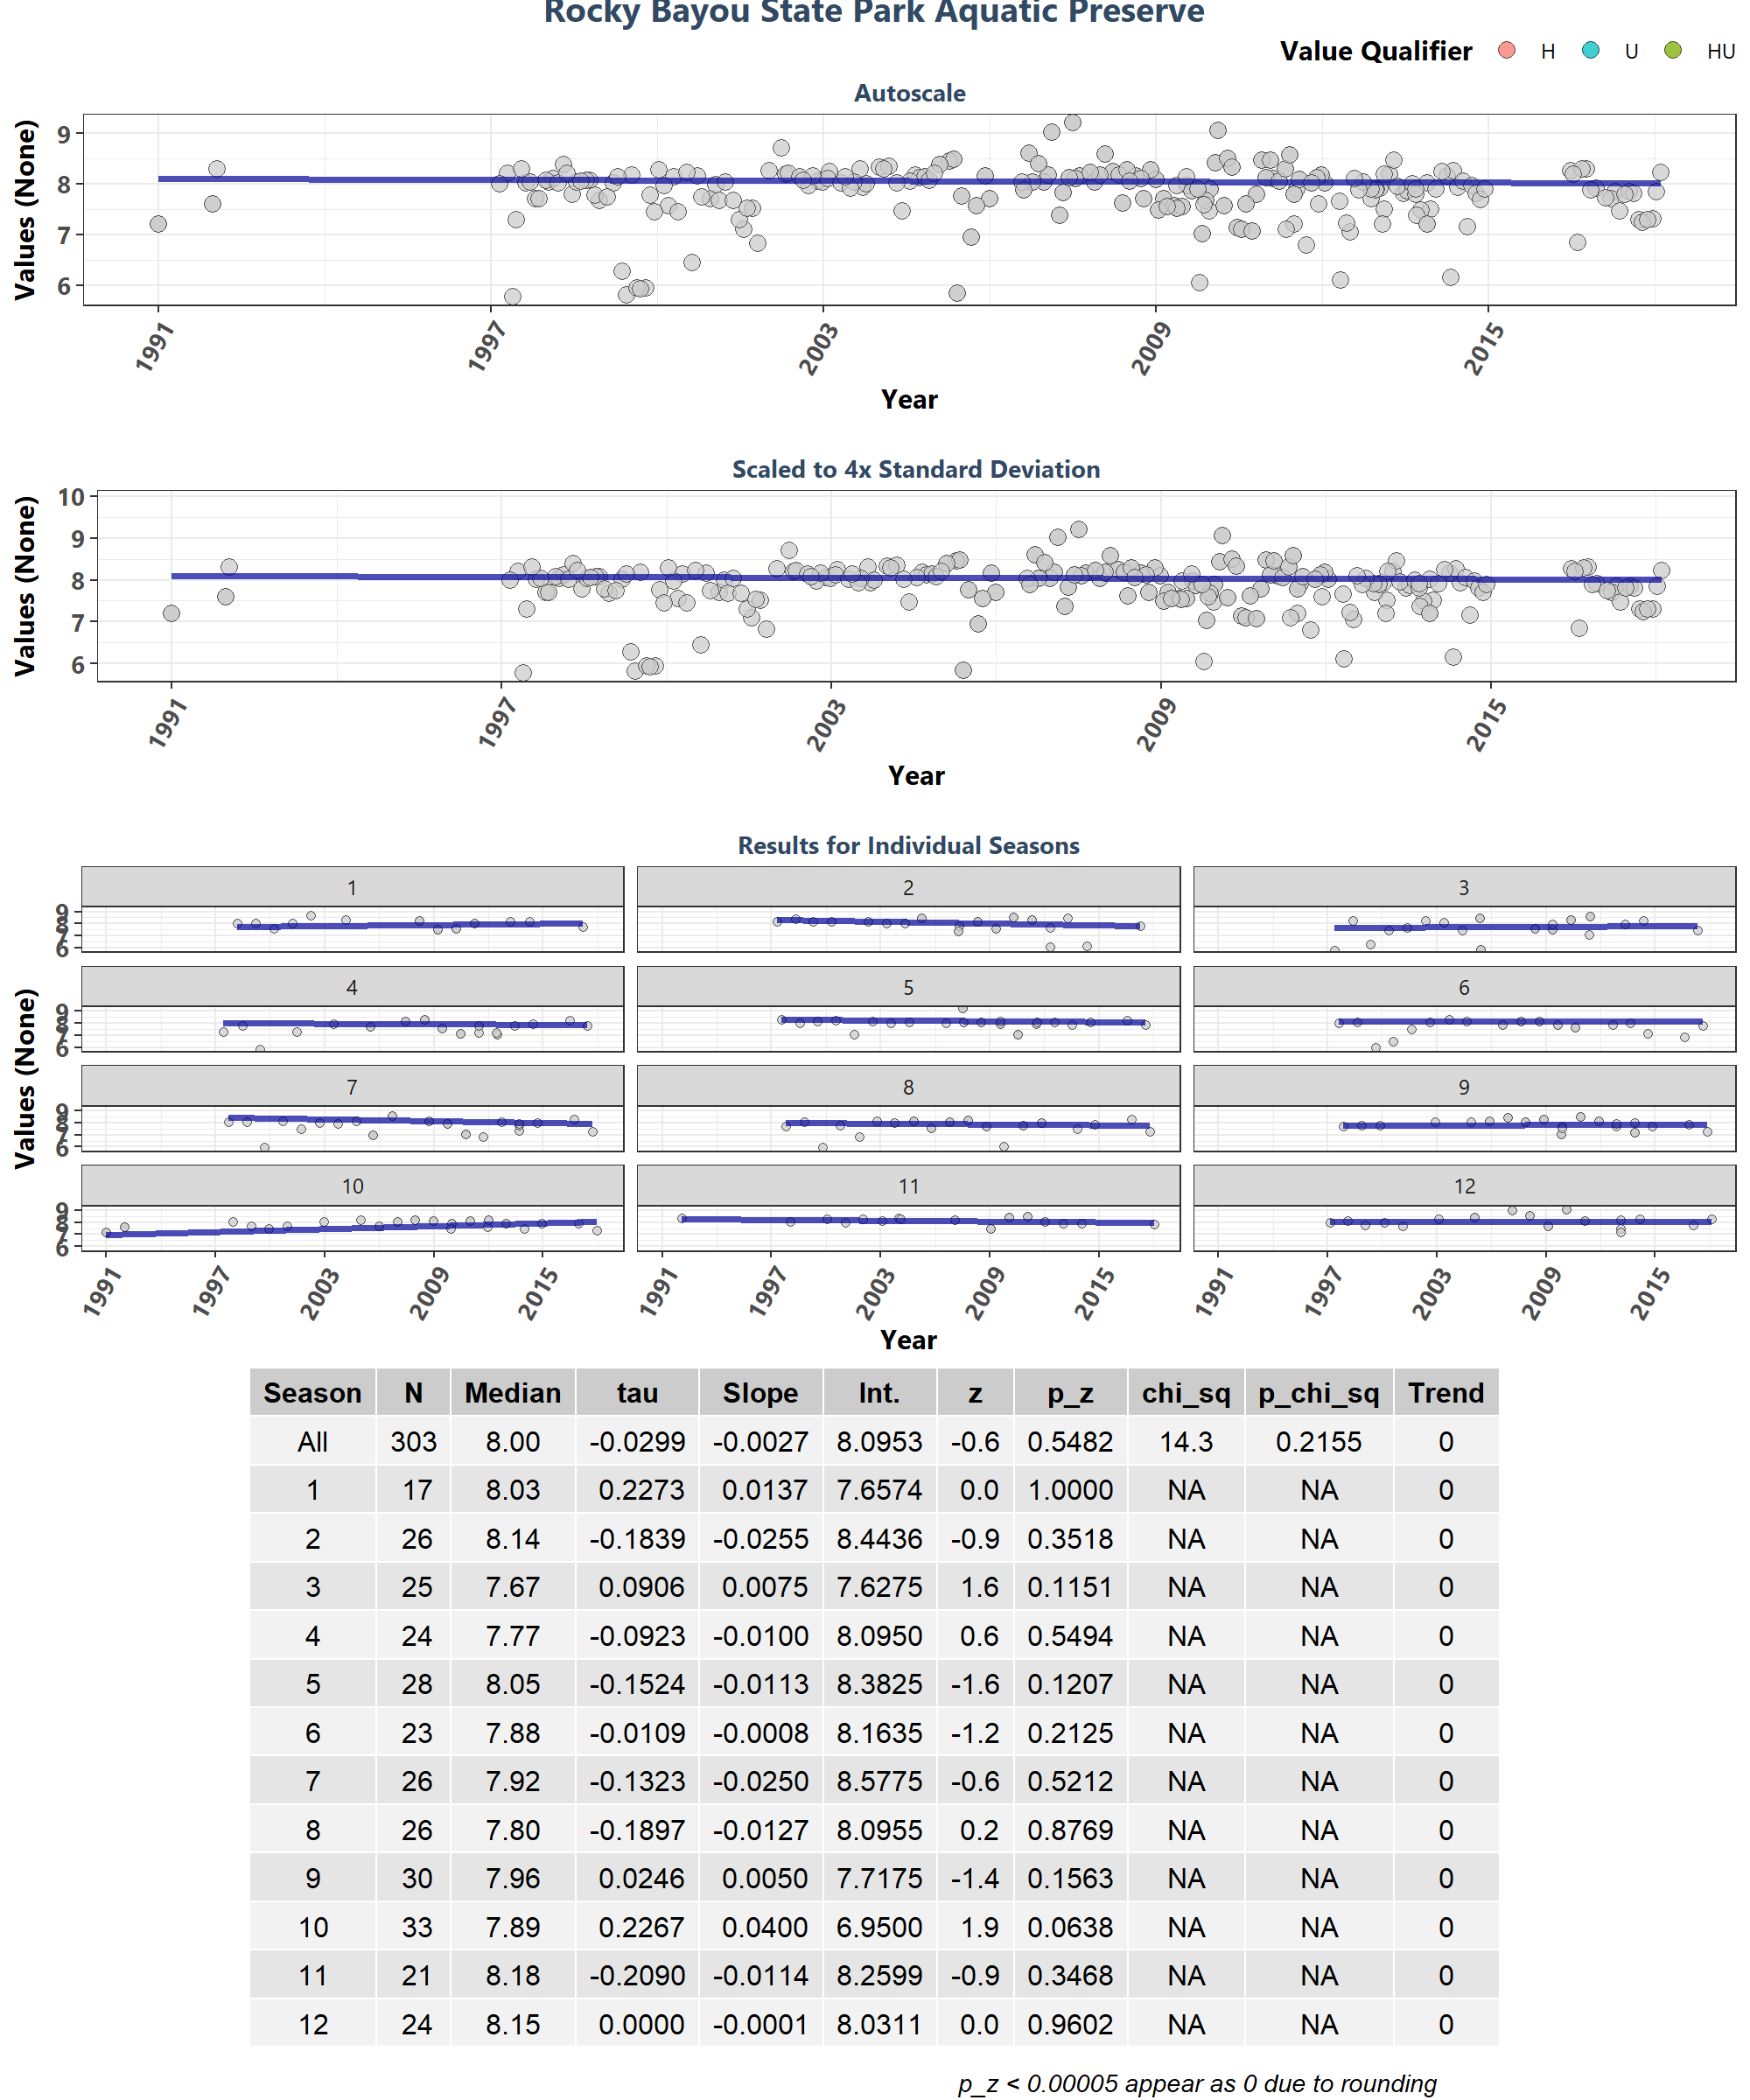 Rocky Bayou State Park Aquatic Preserve
Value Qualifier H U HU
Autoscale
Values (None)
9
8
7
6
1991 1997 2003 2009 2015
Year
Scaled to 4x Standard Deviation
Values (None)
10
9
8
7
6
1991 1997 2003 2009 2015
Year
Results for Individual Seasons
Values (None)
1 2 3
9
8
7
6
4 5 6
9
8
7
6
7 8 9
9
8
7
6
10 11 12
9
8
7
6
1991 1997 2003 2009 2015 1991 1997 2003 2009 2015 1991 1997 2003 2009 2015
Year
Season N Median tau Slope Int. z p_z chi_sq p_chi_sq Trend
All 303 8.00 -0.0299 -0.0027 8.0953 -0.6 0.5482 14.3 0.2155 0
1 17 8.03 0.2273 0.0137 7.6574 0.0 1.0000 NA NA 0
2 26 8.14 -0.1839 -0.0255 8.4436 -0.9 0.3518 NA NA 0
3 25 7.67 0.0906 0.0075 7.6275 1.6 0.1151 NA NA 0
4 24 7.77 -0.0923 -0.0100 8.0950 0.6 0.5494 NA NA 0
5 28 8.05 -0.1524 -0.0113 8.3825 -1.6 0.1207 NA NA 0
6 23 7.88 -0.0109 -0.0008 8.1635 -1.2 0.2125 NA NA 0
7 26 7.92 -0.1323 -0.0250 8.5775 -0.6 0.5212 NA NA 0
8 26 7.80 -0.1897 -0.0127 8.0955 0.2 0.8769 NA NA 0
9 30 7.96 0.0246 0.0050 7.7175 -1.4 0.1563 NA NA 0
10 33 7.89 0.2267 0.0400 6.9500 1.9 0.0638 NA NA 0
11 21 8.18 -0.2090 -0.0114 8.2599 -0.9 0.3468 NA NA 0
12 24 8.15 0.0000 -0.0001 8.0311 0.0 0.9602 NA NA 0
p_z < 0.00005 appear as 0 due to rounding